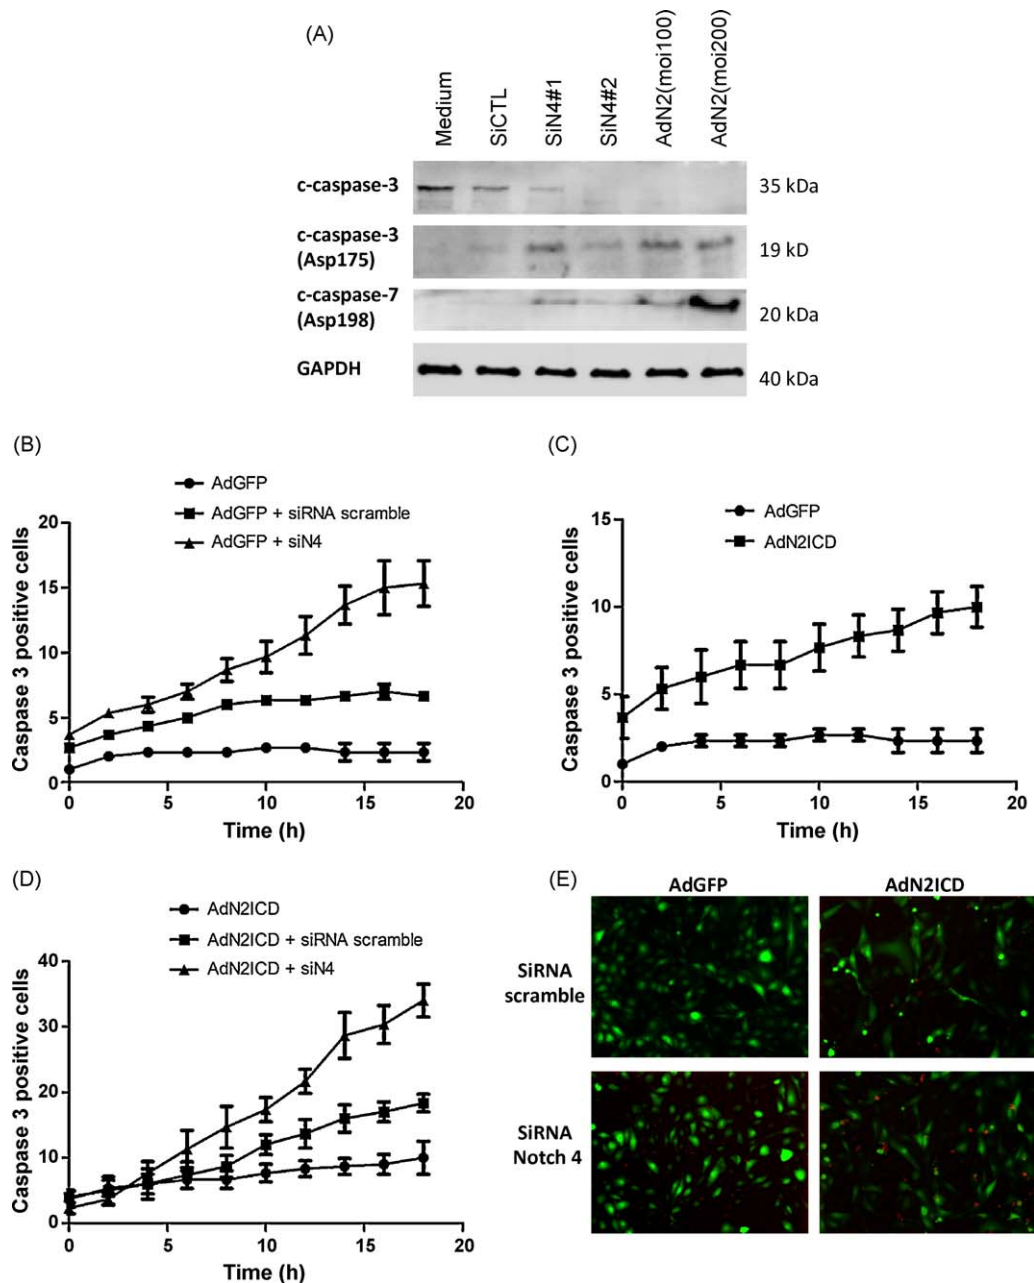 (A)
Medium
SiCTL
SiN4#1
SiN4#2
AdN2(moi100)
AdN2(moi200)
c-caspase-3
35 kDa
c-caspase-3
(Asp175)
19 kD
c-caspase-7
(Asp198)
20 kDa
GAPDH
40 kDa
(B)
AdGFP
AdGFP + siRNA scramble
AdGFP + siN4
Caspase 3 positive cells
20
15
10
5
0
0
5
10
15
20
Time (h)
(C)
AdGFP
AdN2ICD
Caspase 3 positive cells
15
10
5
0
0
5
10
15
20
Time (h)
(D)
AdN2ICD
AdN2ICD + siRNA scramble
AdN2ICD + siN4
Caspase 3 positive cells
40
30
20
10
0
0
5
10
15
20
Time (h)
(E)
AdGFP
AdN2ICD
SiRNA
scramble
SiRNA
Notch 4